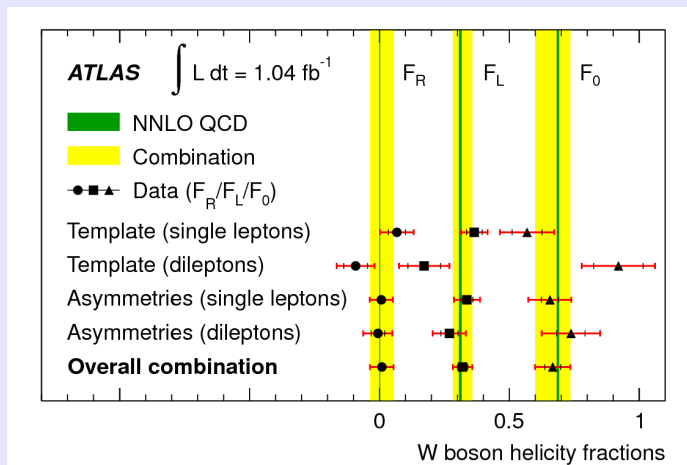 ATLAS ∫ L dt = 1.04 fb⁻¹ F_R F_L F_0
NNLO QCD
Combination
Data (F_R/F_L/F_0)
Template (single leptons)
Template (dileptons)
Asymmetries (single leptons)
Asymmetries (dileptons)
Overall combination
0 0.5 1
W boson helicity fractions